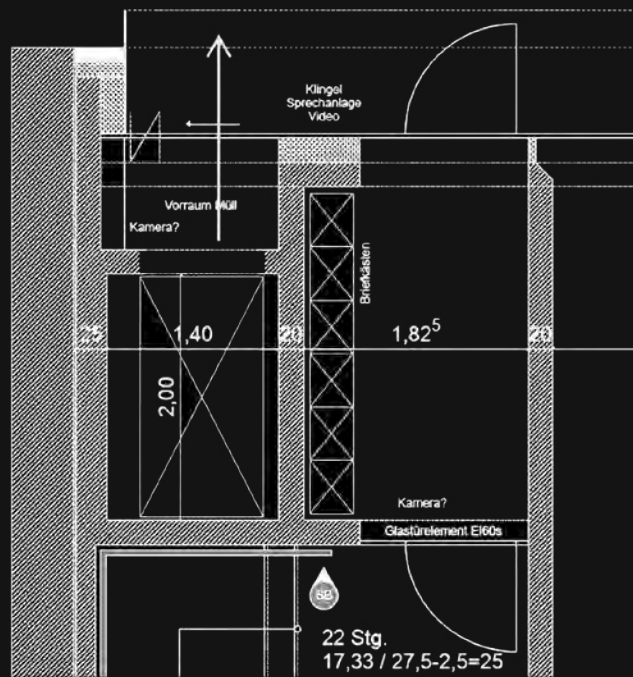 Klingel
Sprechanlage
Video
Vorraum Müll
Kamera?
Briefkästen
25
1,40
20
1,82⁵
20
2,00
Kamera?
Glastürelement EI60s
SB
22 Stg.
17,33 / 27,5-2,5=25